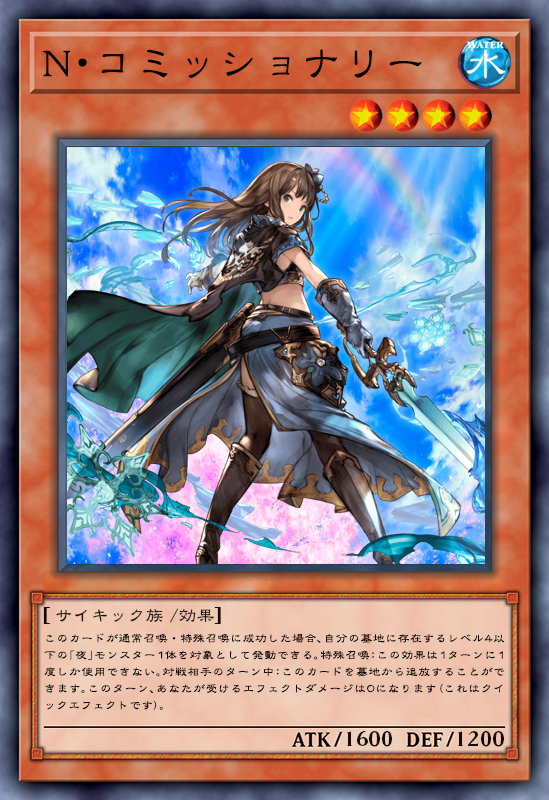 N・コミッショナリー
WATER
水
[サイキック族 /効果]
このカードが通常召喚・特殊召喚に成功した場合、自分の墓地に存在するレベル4以
下の「夜」モンスター1体を対象として発動できる。特殊召喚:この効果は1ターンに1
度しか使用できない。対戦相手のターン中:このカードを墓地から追放することがで
きます。このターン、あなたが受けるエフェクトダメージは0になります(これはクイ
ックエフェクトです)。
ATK/1600 DEF/1200